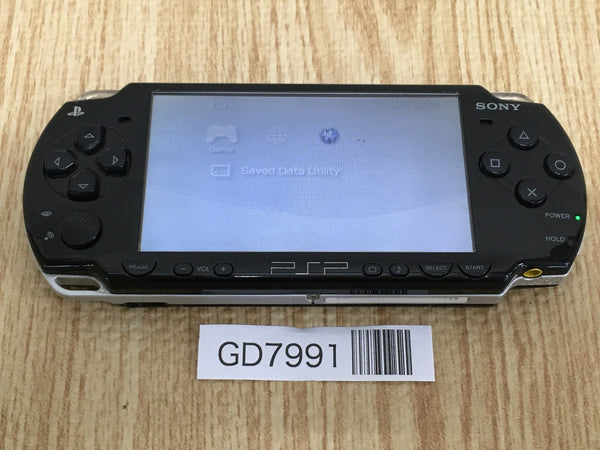 SONY
Game
Saved Data Utility
POWER
HOLD
HOME
VOL
PSP
SELECT
START
GD7991